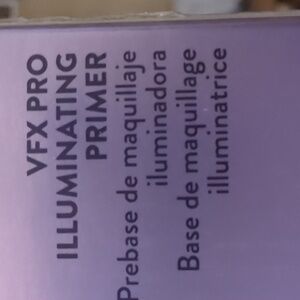 VFX PRO
ILLUMINATING
PRIMER
Prebase de maquillaje
iluminadora
Base de maquillage
illuminatrice